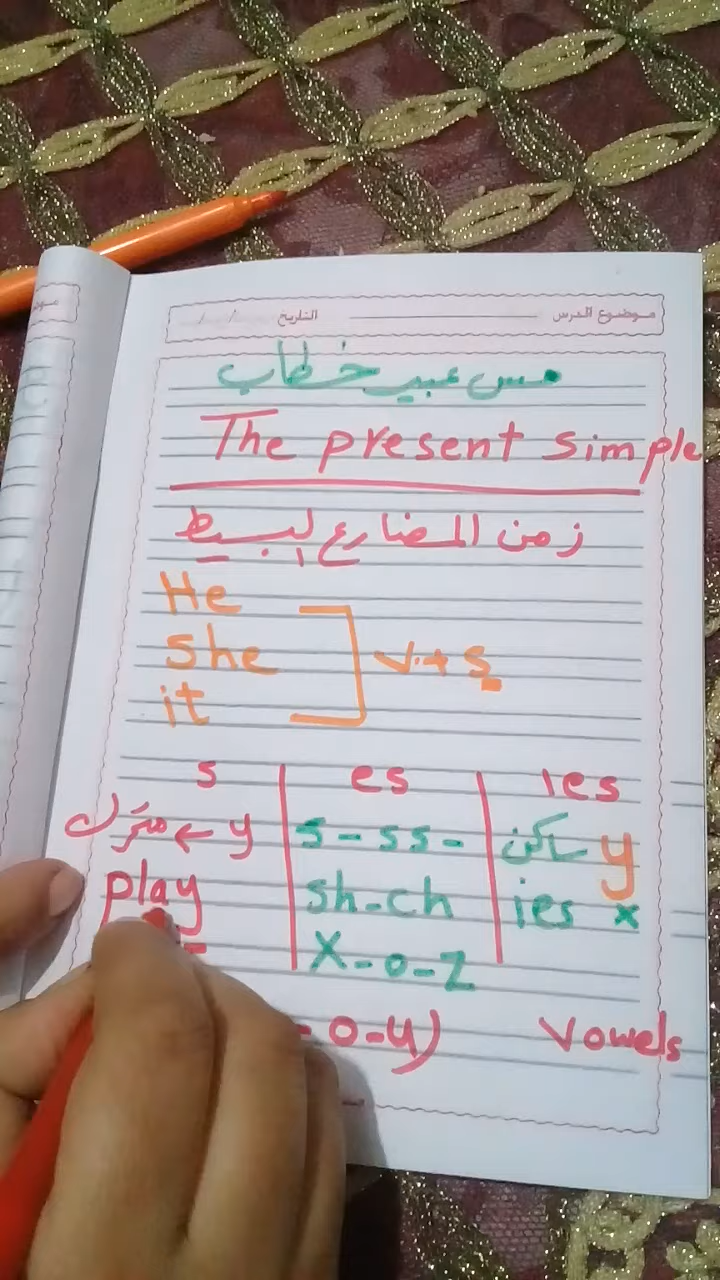 موضوع الدرس التاريخ / /
مس عبير خطاب
The present simple
زمن المضارع البسيط
He
she
it
v.+s
s es ies
y ← متحرك s - ss - ساكن y
play sh-ch ies x
x-o-z
-o-u) vowels